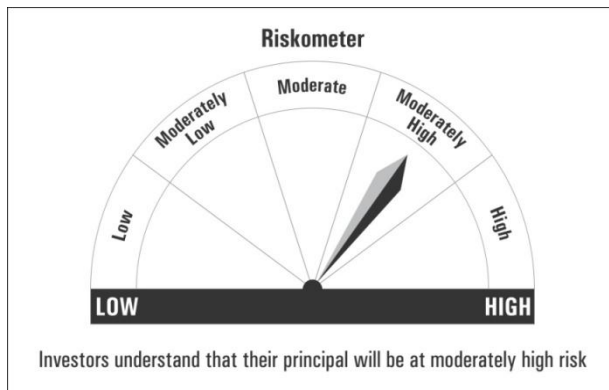 Riskometer
Low
Moderately
Low
Moderate
Moderately
High
High
LOW
HIGH
Investors understand that their principal will be at moderately high risk